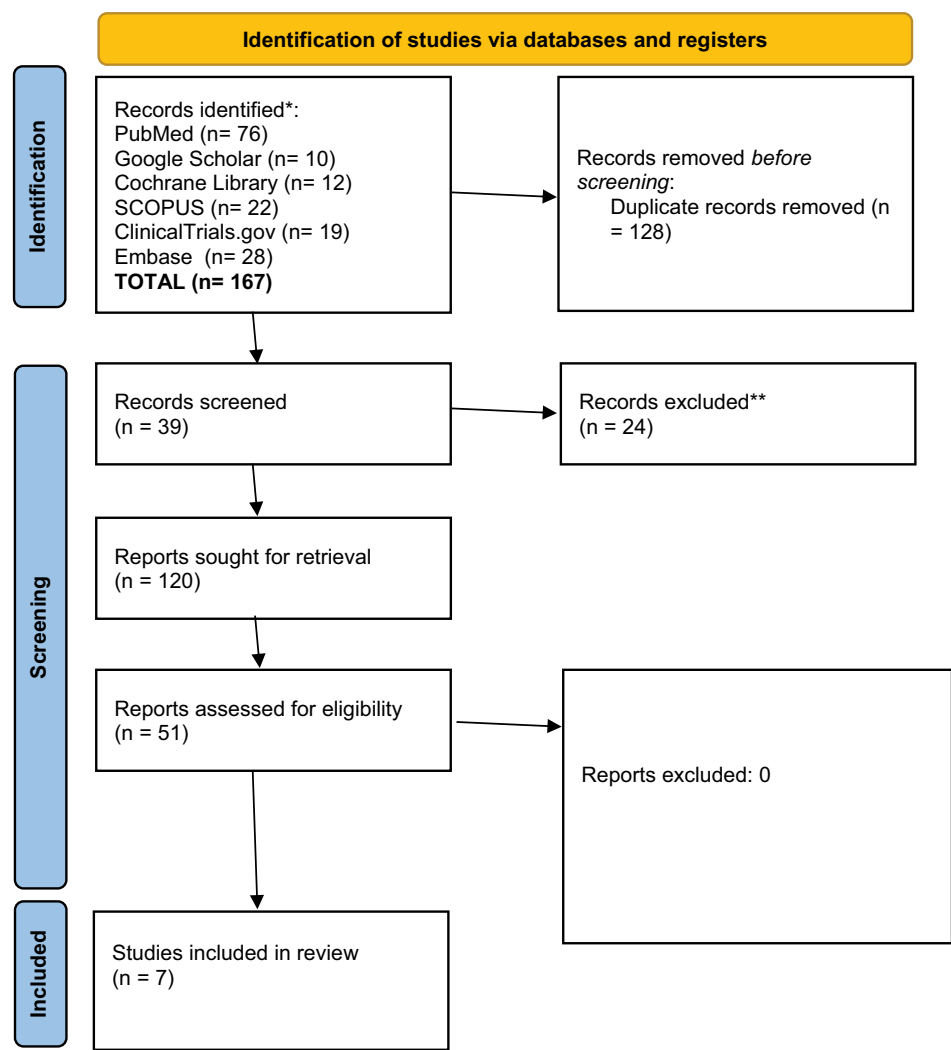 Identification of studies via databases and registers
Identification
Records identified*:
PubMed (n= 76)
Google Scholar (n= 10)
Cochrane Library (n= 12)
SCOPUS (n= 22)
ClinicalTrials.gov (n= 19)
Embase (n= 28)
TOTAL (n= 167)
Records removed before
screening:
Duplicate records removed (n
= 128)
Screening
Records screened
(n = 39)
Records excluded**
(n = 24)
Reports sought for retrieval
(n = 120)
Reports assessed for eligibility
(n = 51)
Reports excluded: 0
Included
Studies included in review
(n = 7)